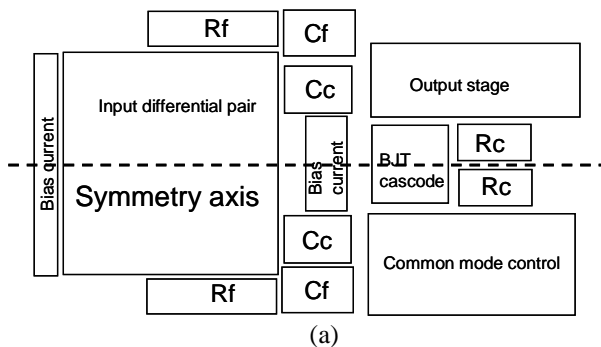 Rf
Cf
Output stage
Input differential pair
Cc
Bias qurrent
Bias
current
BJT
cascode
Rc
Symmetry axis
Rc
Cc
Common mode control
Rf
Cf
(a)